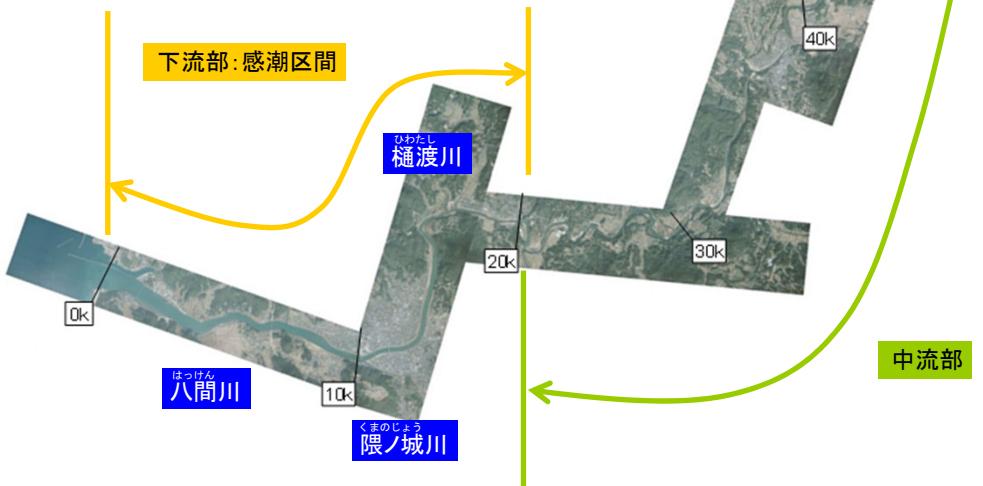 40k
下流部:感潮区間
ひわたし
樋渡川
20k
30k
0k
中流部
はっけん
八間川
10k
くまのじょう
隈ノ城川